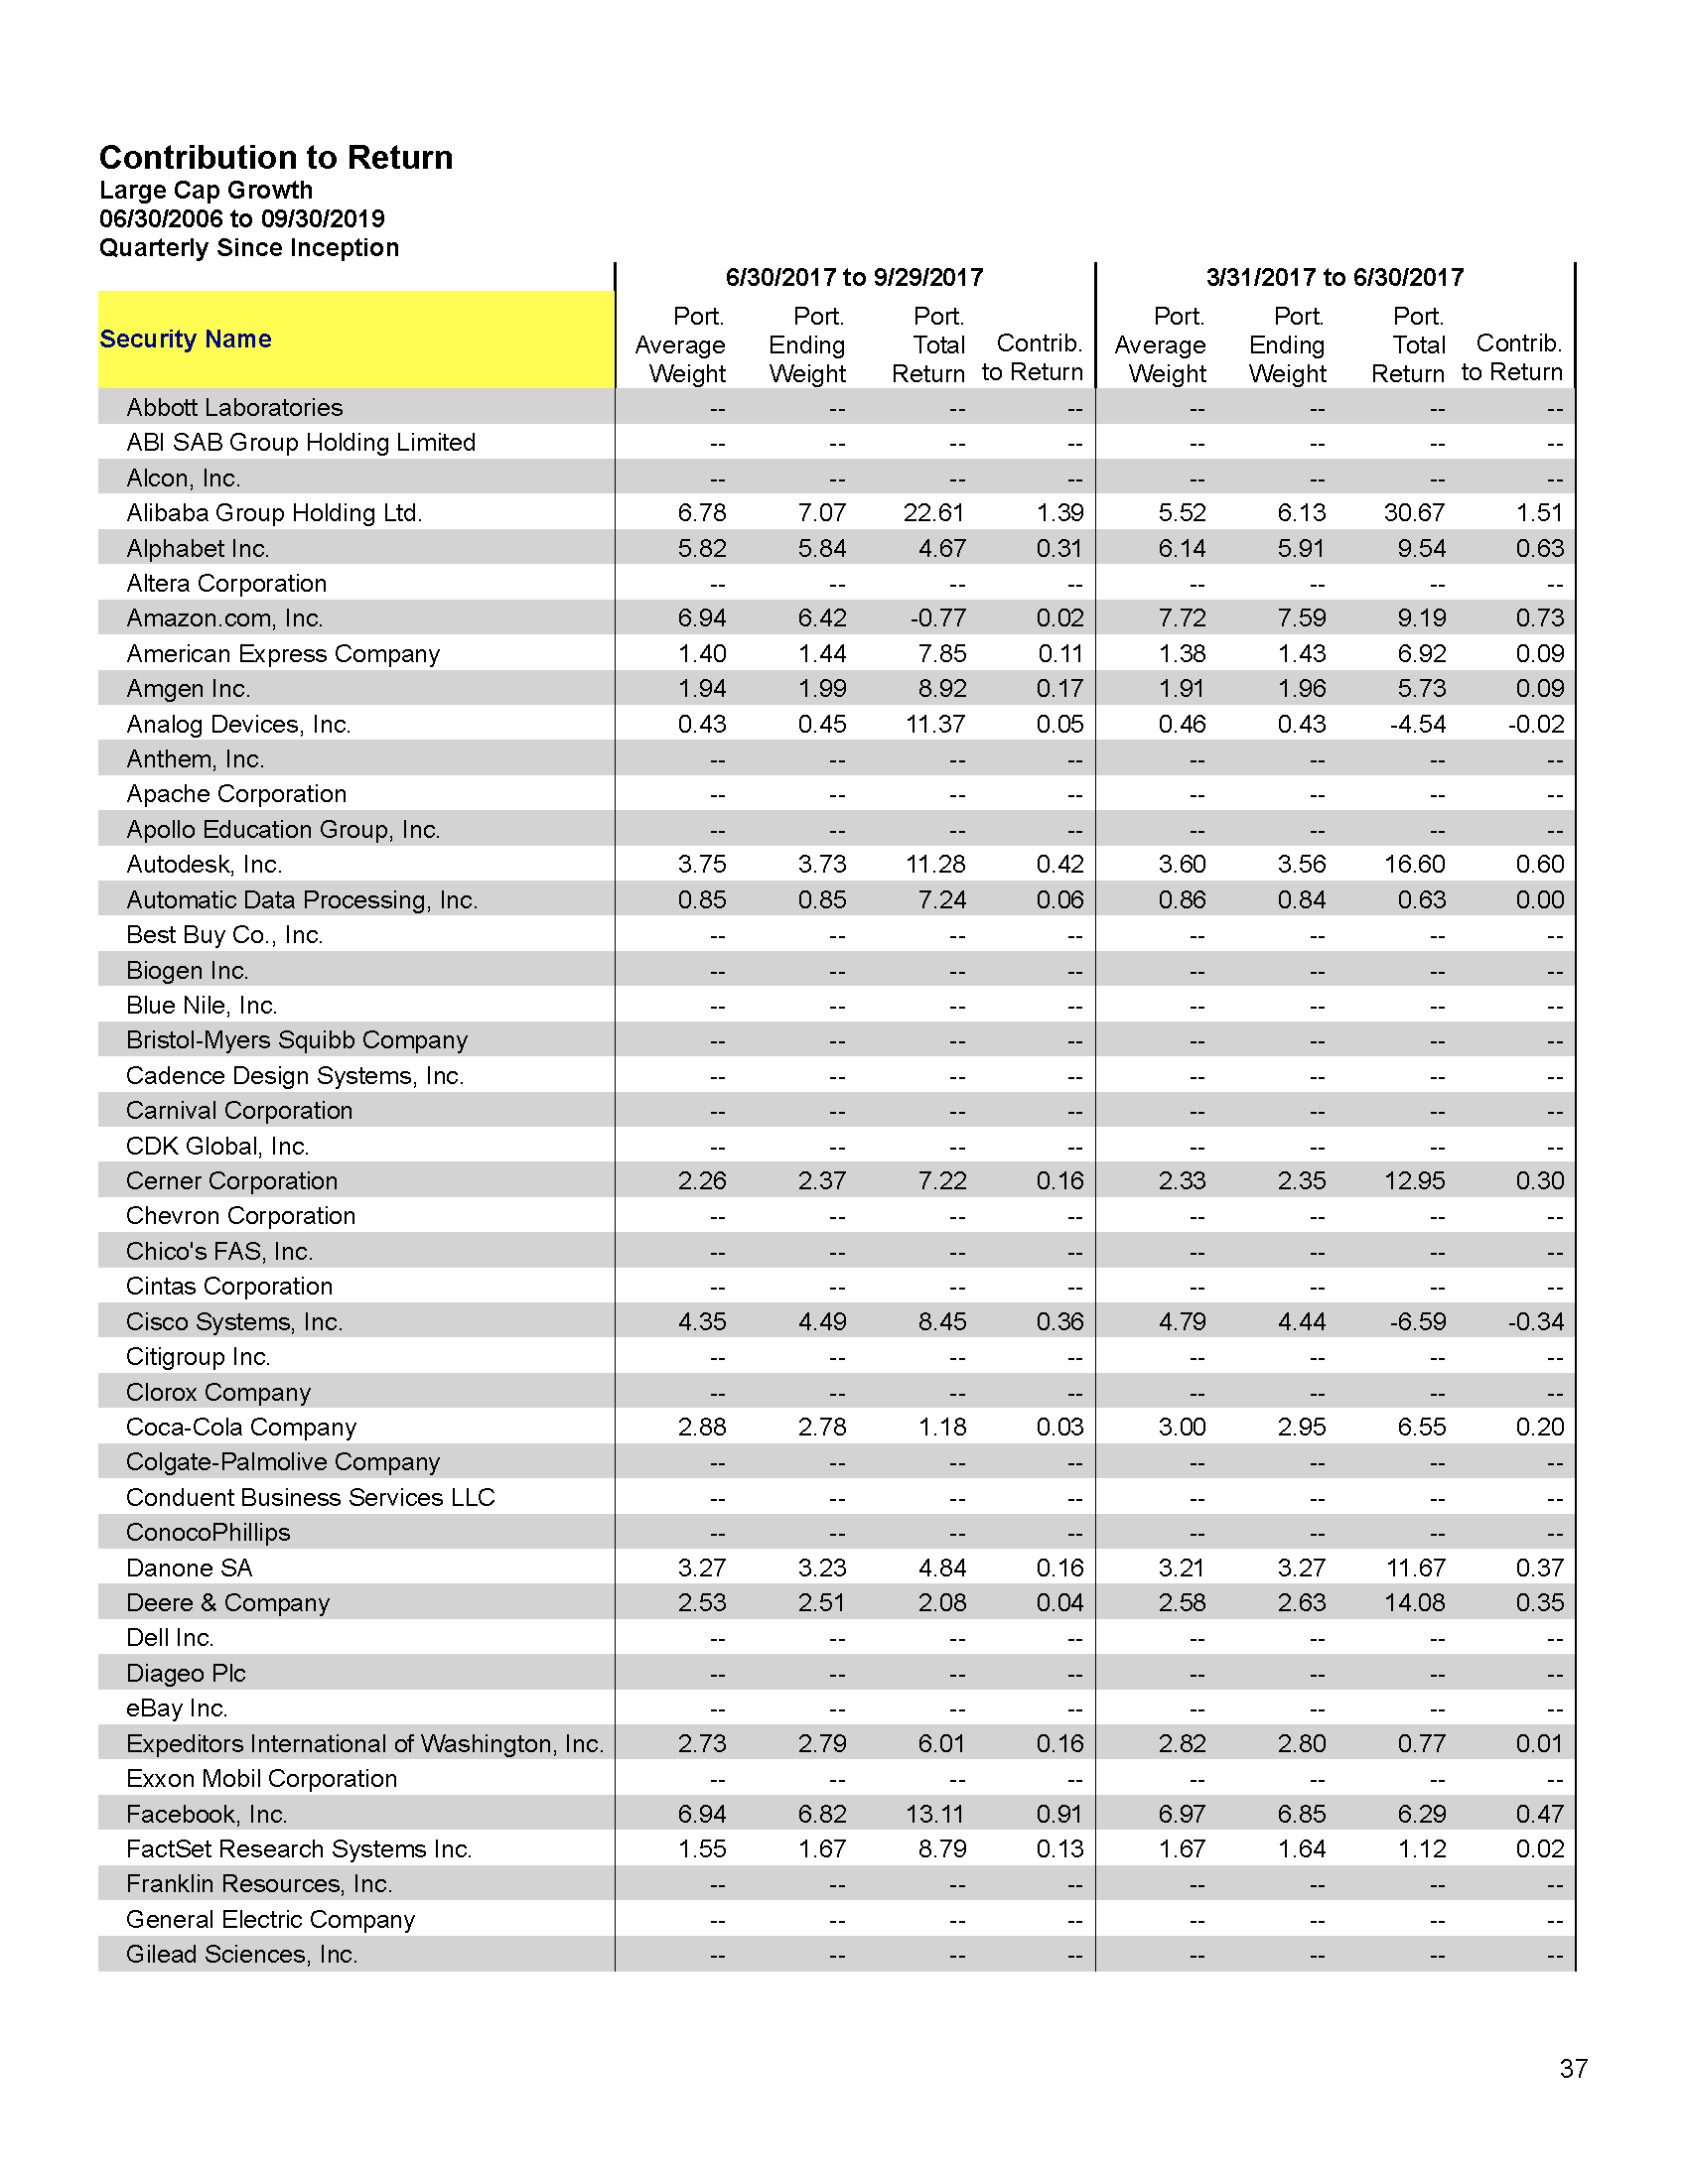 Contribution to Return
Large Cap Growth
06/30/2006 to 09/30/2019
Quarterly Since Inception
6/30/2017 to 9/29/2017 3/31/2017 to 6/30/2017
Security Name Port. Average Weight Port. Ending Weight Port. Total Return Contrib. to Return Port. Average Weight Port. Ending Weight Port. Total Return Contrib. to Return
Abbott Laboratories -- -- -- -- -- -- -- --
ABI SAB Group Holding Limited -- -- -- -- -- -- -- --
Alcon, Inc. -- -- -- -- -- -- -- --
Alibaba Group Holding Ltd. 6.78 7.07 22.61 1.39 5.52 6.13 30.67 1.51
Alphabet Inc. 5.82 5.84 4.67 0.31 6.14 5.91 9.54 0.63
Altera Corporation -- -- -- -- -- -- -- --
Amazon.com, Inc. 6.94 6.42 -0.77 0.02 7.72 7.59 9.19 0.73
American Express Company 1.40 1.44 7.85 0.11 1.38 1.43 6.92 0.09
Amgen Inc. 1.94 1.99 8.92 0.17 1.91 1.96 5.73 0.09
Analog Devices, Inc. 0.43 0.45 11.37 0.05 0.46 0.43 -4.54 -0.02
Anthem, Inc. -- -- -- -- -- -- -- --
Apache Corporation -- -- -- -- -- -- -- --
Apollo Education Group, Inc. -- -- -- -- -- -- -- --
Autodesk, Inc. 3.75 3.73 11.28 0.42 3.60 3.56 16.60 0.60
Automatic Data Processing, Inc. 0.85 0.85 7.24 0.06 0.86 0.84 0.63 0.00
Best Buy Co., Inc. -- -- -- -- -- -- -- --
Biogen Inc. -- -- -- -- -- -- -- --
Blue Nile, Inc. -- -- -- -- -- -- -- --
Bristol-Myers Squibb Company -- -- -- -- -- -- -- --
Cadence Design Systems, Inc. -- -- -- -- -- -- -- --
Carnival Corporation -- -- -- -- -- -- -- --
CDK Global, Inc. -- -- -- -- -- -- -- --
Cerner Corporation 2.26 2.37 7.22 0.16 2.33 2.35 12.95 0.30
Chevron Corporation -- -- -- -- -- -- -- --
Chico's FAS, Inc. -- -- -- -- -- -- -- --
Cintas Corporation -- -- -- -- -- -- -- --
Cisco Systems, Inc. 4.35 4.49 8.45 0.36 4.79 4.44 -6.59 -0.34
Citigroup Inc. -- -- -- -- -- -- -- --
Clorox Company -- -- -- -- -- -- -- --
Coca-Cola Company 2.88 2.78 1.18 0.03 3.00 2.95 6.55 0.20
Colgate-Palmolive Company -- -- -- -- -- -- -- --
Conduent Business Services LLC -- -- -- -- -- -- -- --
ConocoPhillips -- -- -- -- -- -- -- --
Danone SA 3.27 3.23 4.84 0.16 3.21 3.27 11.67 0.37
Deere & Company 2.53 2.51 2.08 0.04 2.58 2.63 14.08 0.35
Dell Inc. -- -- -- -- -- -- -- --
Diageo Plc -- -- -- -- -- -- -- --
eBay Inc. -- -- -- -- -- -- -- --
Expeditors International of Washington, Inc. 2.73 2.79 6.01 0.16 2.82 2.80 0.77 0.01
Exxon Mobil Corporation -- -- -- -- -- -- -- --
Facebook, Inc. 6.94 6.82 13.11 0.91 6.97 6.85 6.29 0.47
FactSet Research Systems Inc. 1.55 1.67 8.79 0.13 1.67 1.64 1.12 0.02
Franklin Resources, Inc. -- -- -- -- -- -- -- --
General Electric Company -- -- -- -- -- -- -- --
Gilead Sciences, Inc. -- -- -- -- -- -- -- --
37